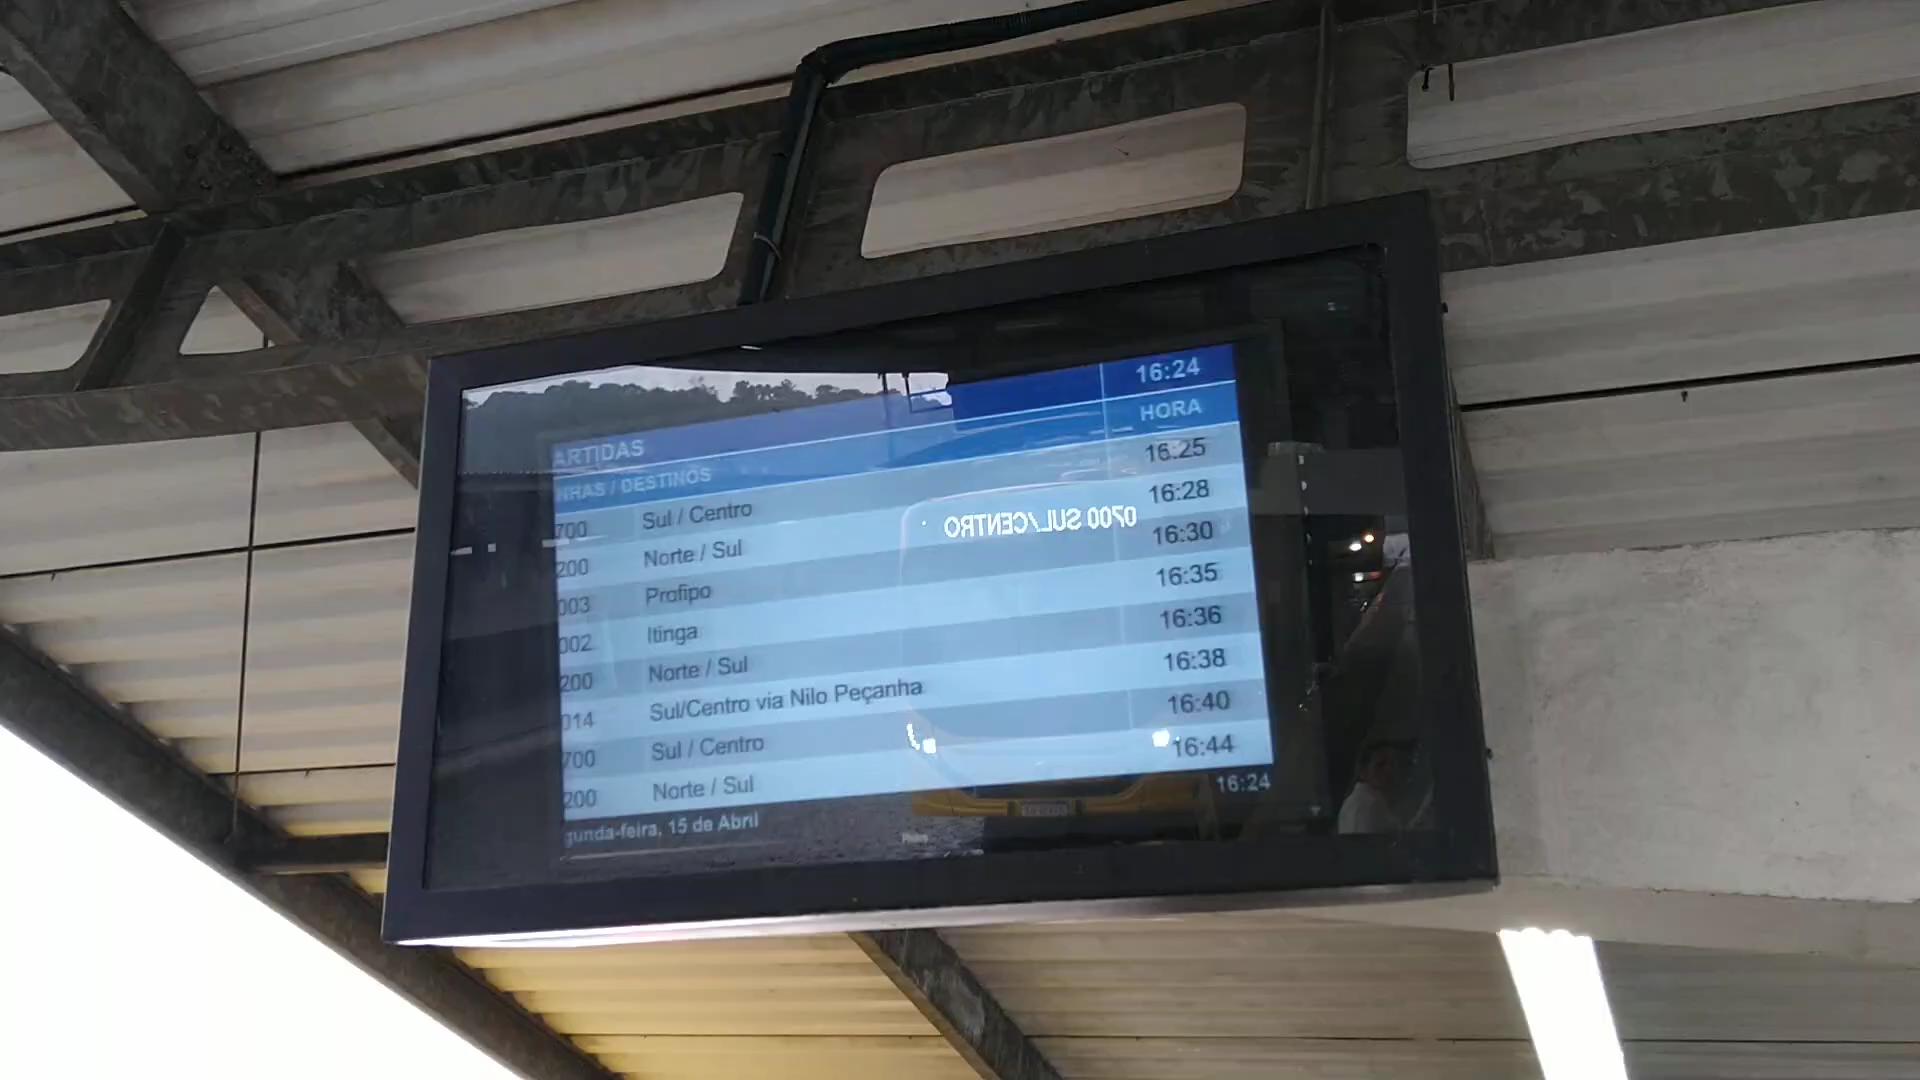 16:24
ARTIDAS
NHAS / DESTINOS HORA
700 Sul / Centro 16:25
200 Norte / Sul 16:28
003 Profipo 16:30
002 Itinga 16:35
200 Norte / Sul 16:36
014 Sul/Centro via Nilo Peçanha 16:38
700 Sul / Centro 16:40
200 Norte / Sul 16:44
gunda-feira, 15 de Abril 16:24
0700 SUL/CENTRO